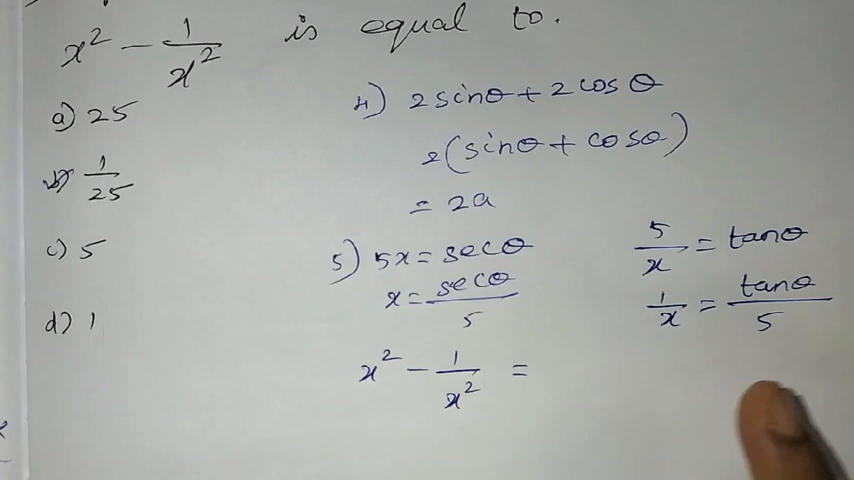 x² - 1/x² is equal to.
a) 25
b) 1/25
c) 5
d) 1
4) 2 sinθ + 2 cosθ
2(sinθ + cosθ)
= 2a
5) 5x = secθ
x = secθ/5
5/x = tanθ
1/x = tanθ/5
x² - 1/x² =